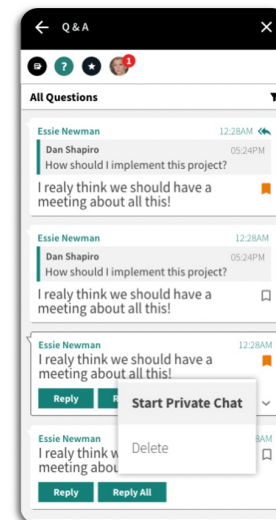 Q & A
1
All Questions
Essie Newman 12:28AM
Dan Shapiro 05:24PM
How should I implement this project?
I realy think we should have a
meeting about all this!
Essie Newman 12:28AM
Dan Shapiro 05:24PM
How should I implement this project?
I realy think we should have a
meeting about all this!
Essie Newman 12:28AM
I realy think we should have a
meeting about all this!
Reply
Start Private Chat
Delete
Essie Newman
I realy think
Reply Reply All